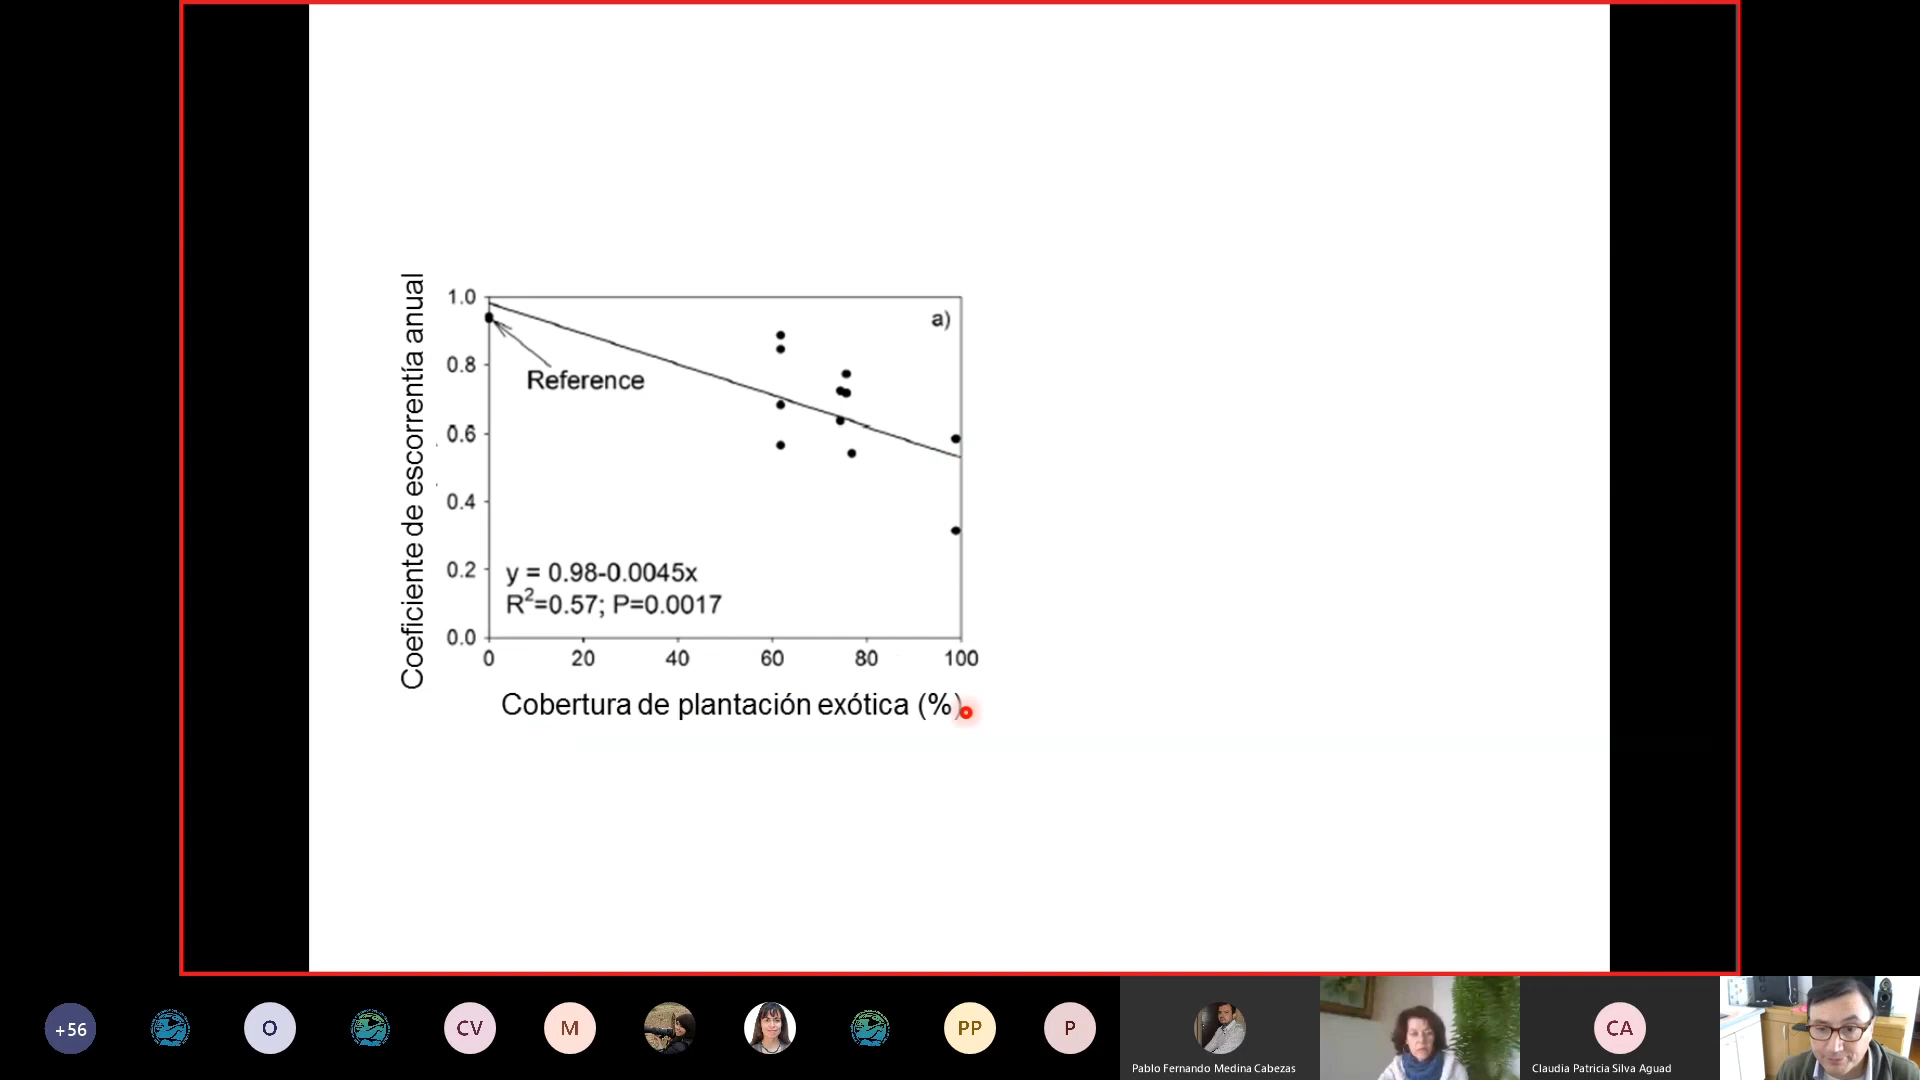 Coeficiente de escorrentía anual
1.0
0.8
0.6
0.4
0.2
0.0
a)
Reference
y = 0.98-0.0045x
R²=0.57; P=0.0017
0 20 40 60 80 100
Cobertura de plantación exótica (%)
+56
O
CV
M
PP
P
CA
Pablo Fernando Medina Cabezas
Claudia Patricia Silva Aguad